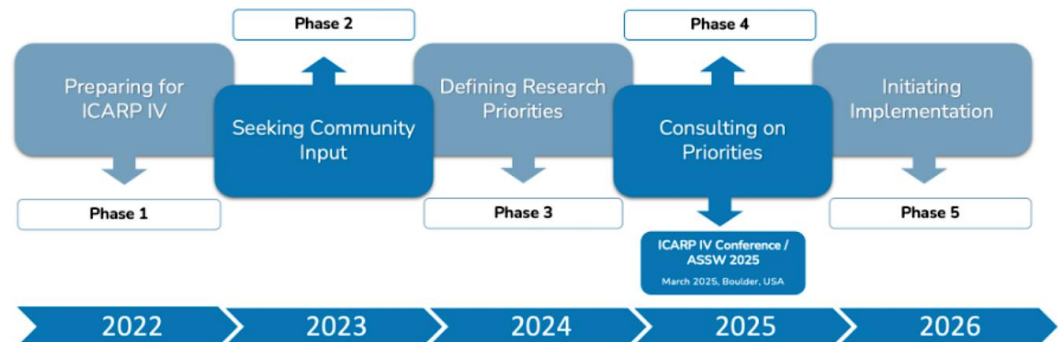 Phase 2
Phase 4
Preparing for
ICARP IV
Seeking Community
Input
Defining Research
Priorities
Consulting on
Priorities
Initiating
Implementation
Phase 1
Phase 3
Phase 5
ICARP IV Conference /
ASSW 2025
March 2025, Boulder, USA
2022
2023
2024
2025
2026